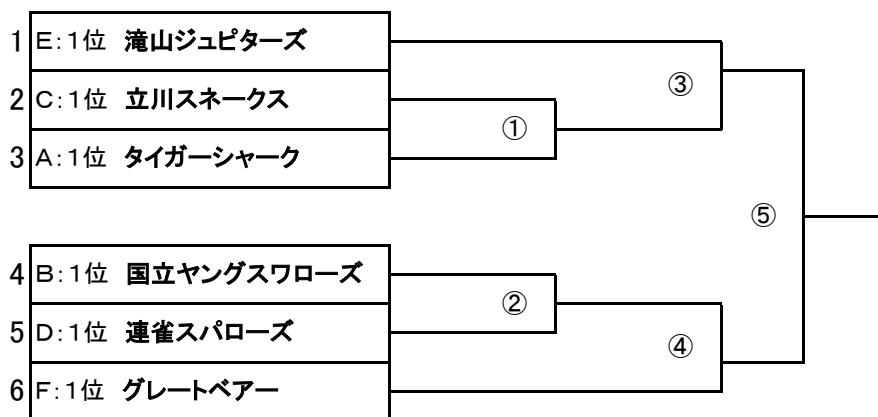 1 E:1位 滝山ジュピターズ
③
2 C:1位 立川スネークス
①
3 A:1位 タイガーシャーク
⑤
4 B:1位 国立ヤングスワローズ
②
5 D:1位 連雀スパローズ
④
6 F:1位 グレートベアー